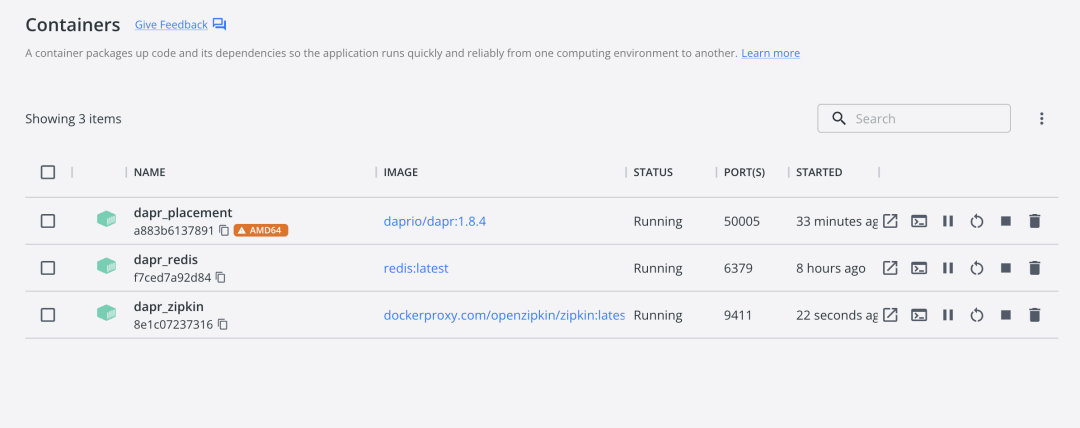 Containers Give Feedback
A container packages up code and its dependencies so the application runs quickly and reliably from one computing environment to another. Learn more
Showing 3 items
Search
NAME IMAGE STATUS PORT(S) STARTED
dapr_placement
a883b6137891 AMD64
daprio/dapr:1.8.4 Running 50005 33 minutes ag
dapr_redis
f7ced7a92d84
redis:latest Running 6379 8 hours ago
dapr_zipkin
8e1c07237316
dockerproxy.com/openzipkin/zipkin:lates Running 9411 22 seconds ag